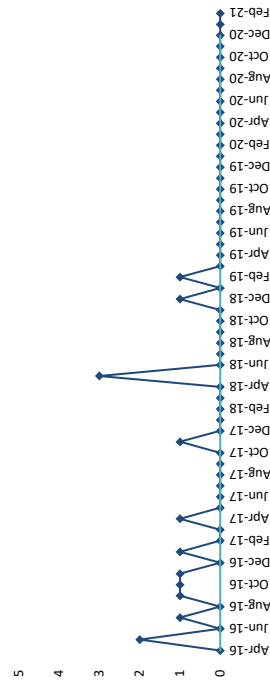 5
4
3
2
1
0
Apr-16
Jun-16
Aug-16
Oct-16
Dec-16
Feb-17
Apr-17
Jun-17
Aug-17
Oct-17
Dec-17
Feb-18
Apr-18
Jun-18
Aug-18
Oct-18
Dec-18
Feb-19
Apr-19
Jun-19
Aug-19
Oct-19
Dec-19
Feb-20
Apr-20
Jun-20
Aug-20
Oct-20
Dec-20
Feb-21